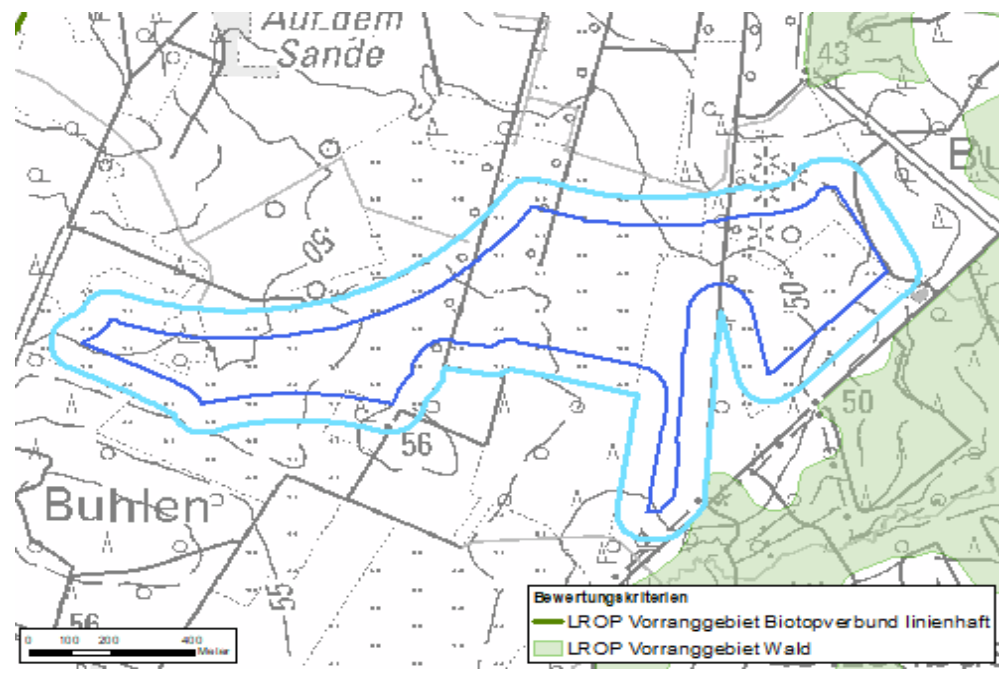 Auf dem
Sande
43
Bu
50
50
50
56
Buhlen
55
56
Bewertungskriterien
LROP Vorranggebiet Biotopverbund linienhaft
LROP Vorranggebiet Wald
0 100 200 400
Meter